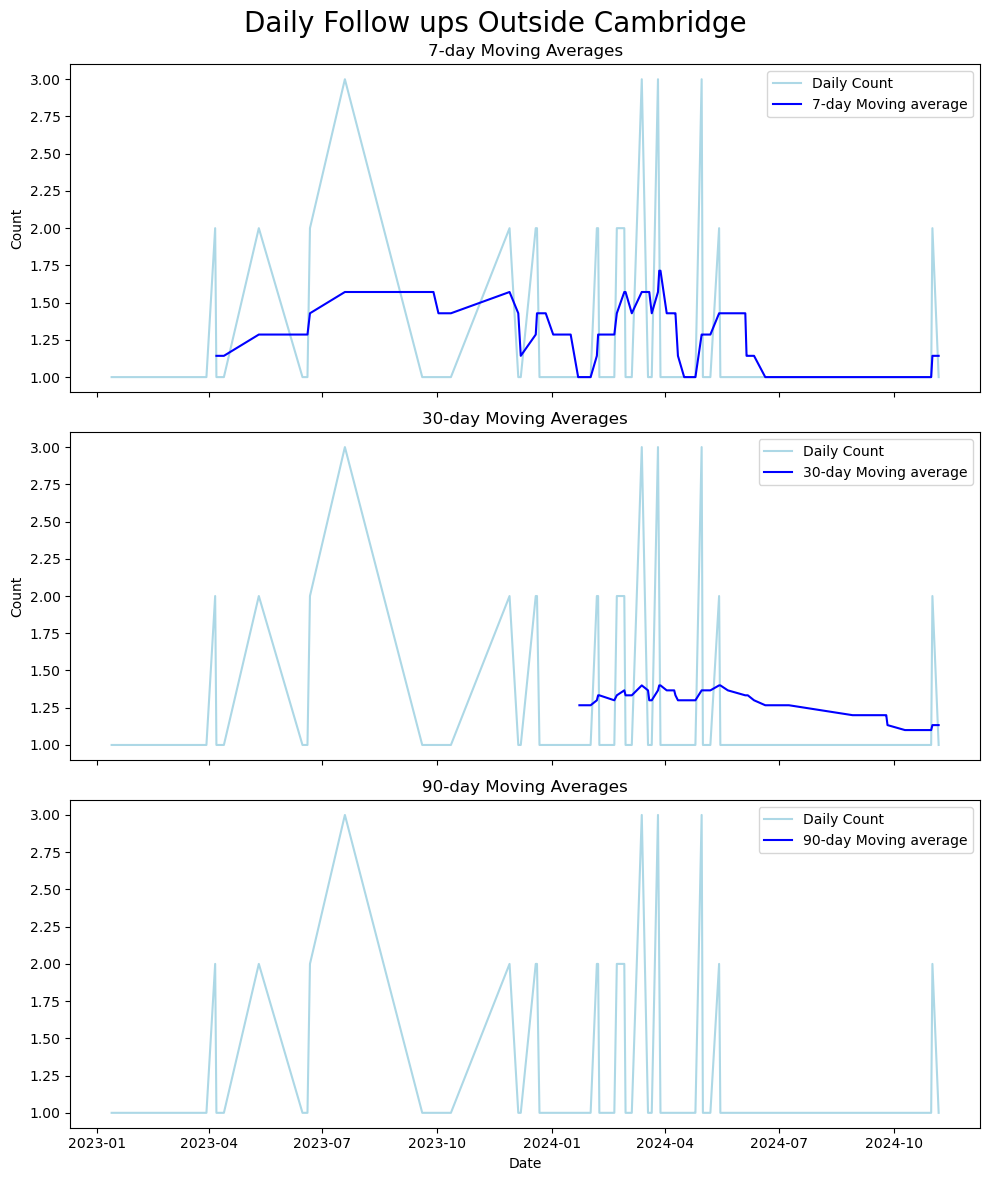 Daily Follow ups Outside Cambridge
7-day Moving Averages
3.00
2.75
2.50
2.25
2.00
1.75
1.50
1.25
1.00
Count
Daily Count
7-day Moving average
30-day Moving Averages
3.00
2.75
2.50
2.25
2.00
1.75
1.50
1.25
1.00
Count
Daily Count
30-day Moving average
90-day Moving Averages
3.00
2.75
2.50
2.25
2.00
1.75
1.50
1.25
1.00
Daily Count
90-day Moving average
2023-01 2023-04 2023-07 2023-10 2024-01 2024-04 2024-07 2024-10
Date